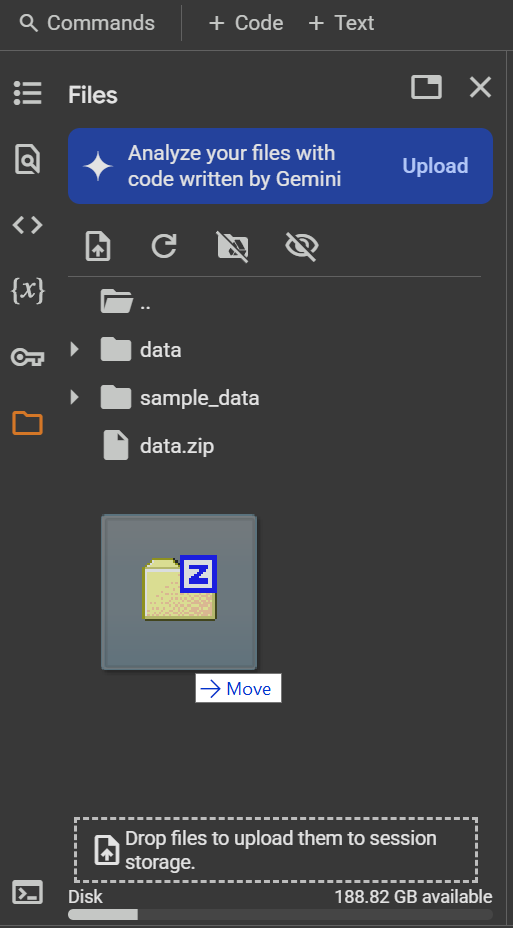 Commands
+ Code
+ Text
Files
Analyze your files with
code written by Gemini
Upload
{x}
..
data
sample_data
data.zip
Z
Move
Drop files to upload them to session
storage.
Disk
188.82 GB available